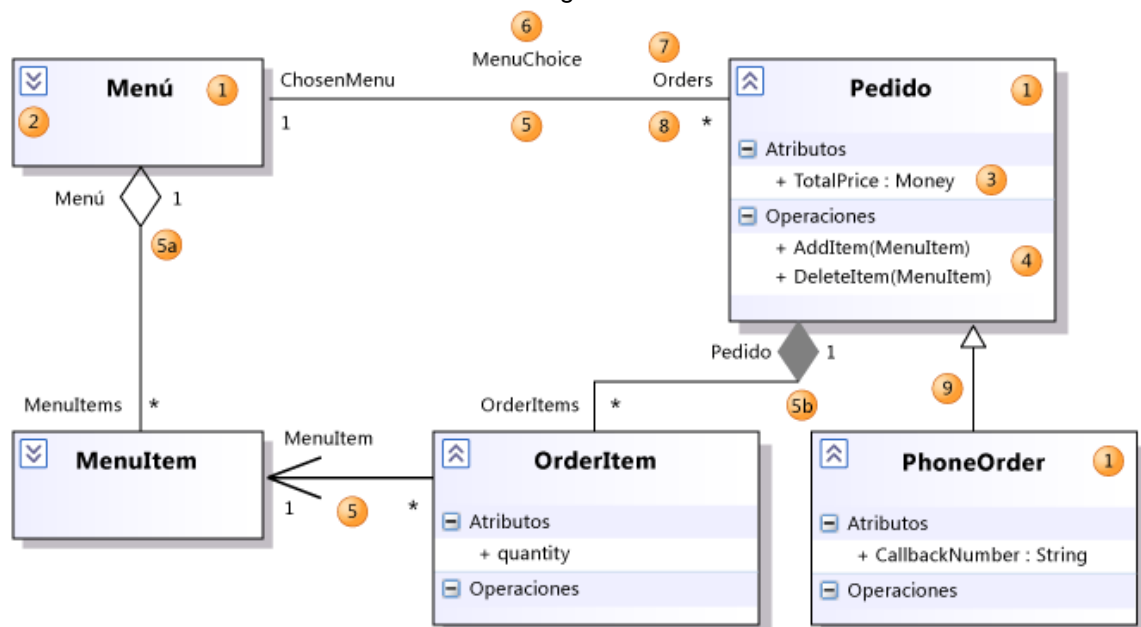 6
7
MenuChoice
Menú 1
ChosenMenu
Orders
Pedido 1
2
1
5
8 *
Atributos
+ TotalPrice : Money 3
Menú 1
Operaciones
5a
+ AddItem(MenuItem)
4
+ DeleteItem(MenuItem)
Pedido 1
9
MenuItems *
OrderItems *
5b
MenuItem
MenuItem
OrderItem
PhoneOrder 1
1 5 *
Atributos
+ quantity
Operaciones
Atributos
+ CallbackNumber : String
Operaciones